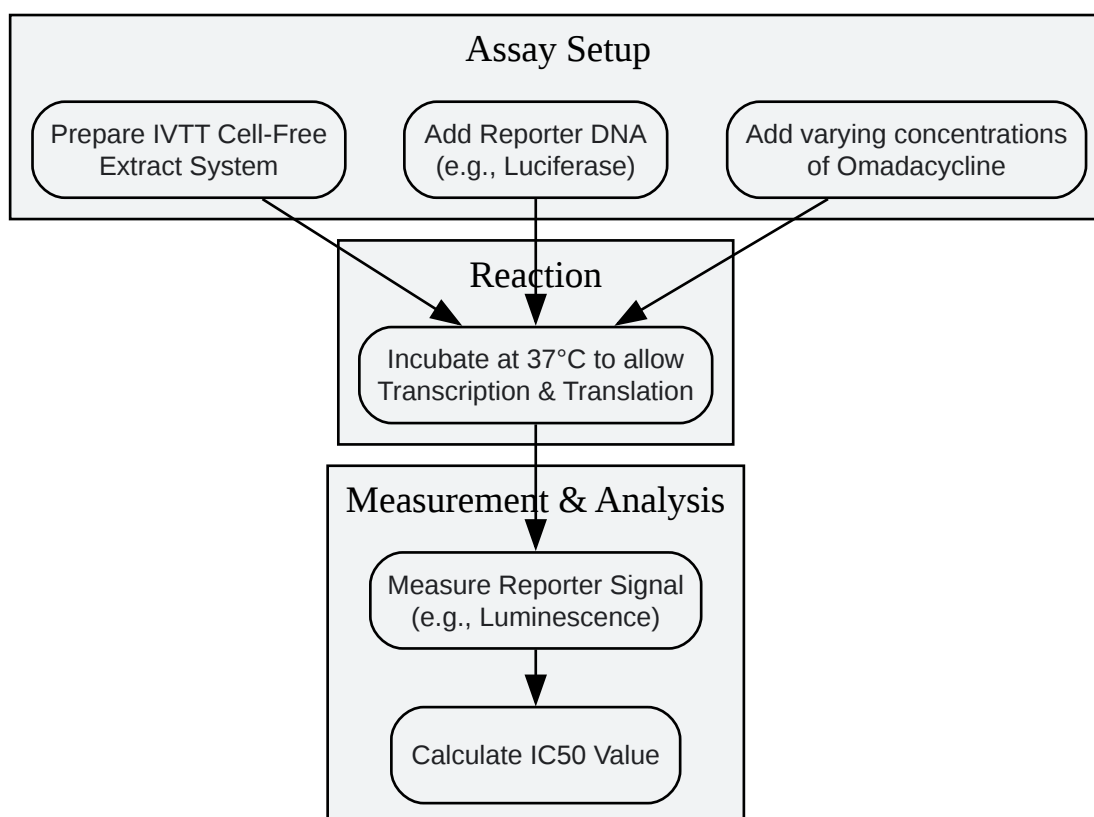 Assay Setup
Prepare IVTT Cell-Free
Extract System
Add Reporter DNA
(e.g., Luciferase)
Add varying concentrations
of Omadacycline
Reaction
Incubate at 37°C to allow
Transcription & Translation
Measurement & Analysis
Measure Reporter Signal
(e.g., Luminescence)
Calculate IC50 Value